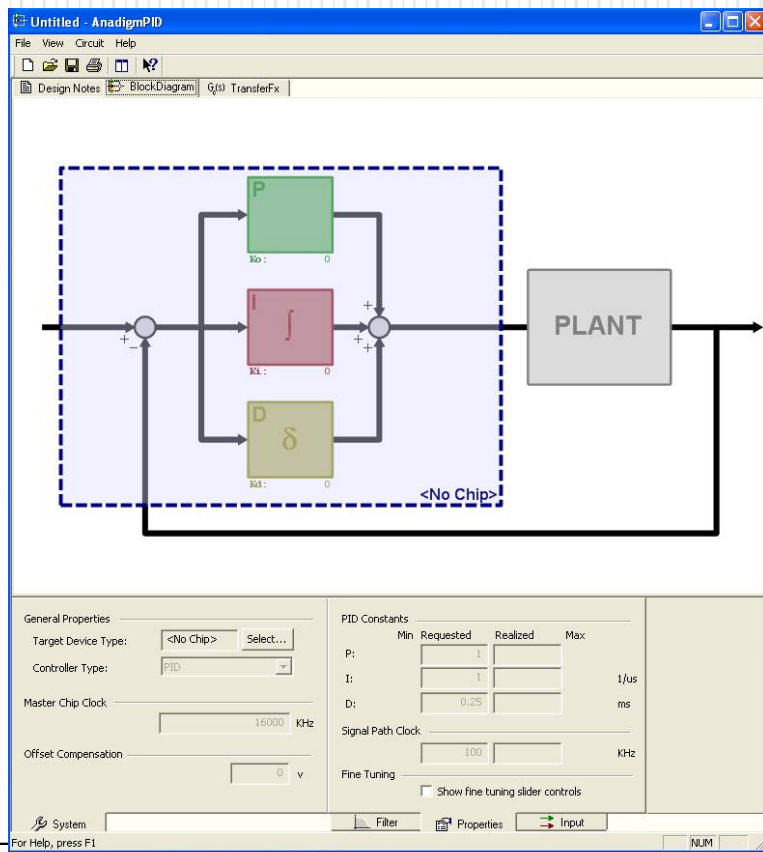 Untitled - AnadigmPID
File View Circuit Help
Design Notes BlockDiagram G(s) TransferFx
P
Ko: 0
+
+ −
I
∫
+ +
Ki: 0
PLANT
D
δ
Kd: 0
<No Chip>
General Properties
Target Device Type: <No Chip> Select...
Controller Type: PID
Master Chip Clock
16000 KHz
Offset Compensation
0 v
PID Constants
Min Requested Realized Max
P: 1
I: 1 1/us
D: 0.25 ms
Signal Path Clock
100 KHz
Fine Tuning
Show fine tuning slider controls
System Filter Properties Input
For Help, press F1 NUM